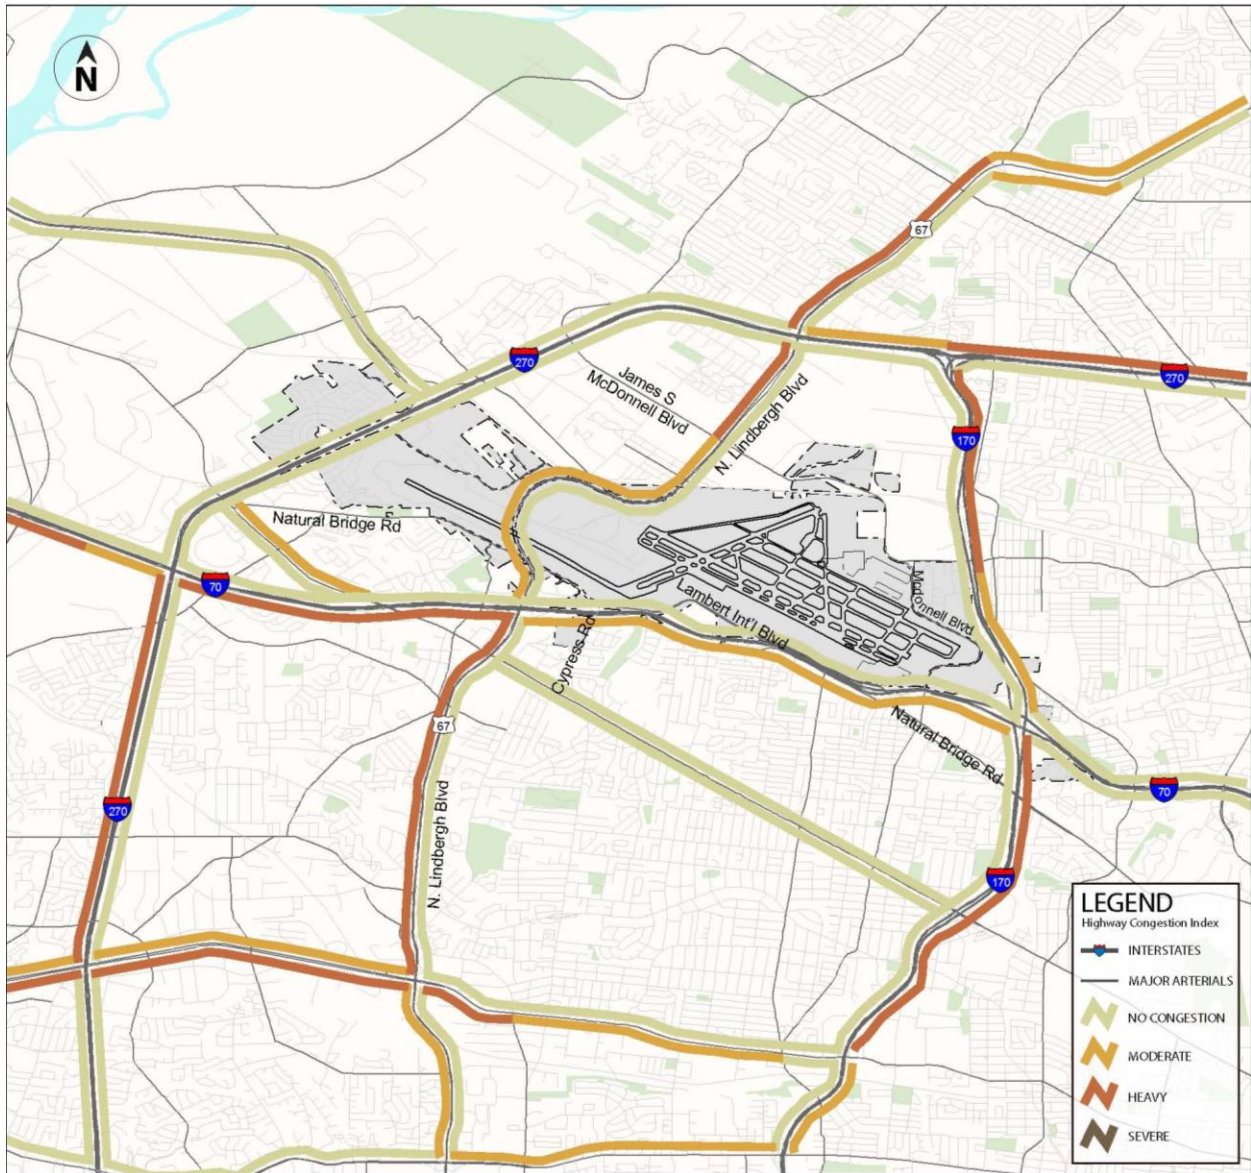 N
67
270
270
James S
McDonnell Blvd
N. Lindbergh Blvd
170
Natural Bridge Rd
70
Mcdonnell Blvd
Lambert Int'l Blvd
Cypress Rd
67
Natural Bridge Rd
70
270
N. Lindbergh Blvd
170
LEGEND
Highway Congestion Index
INTERSTATES
MAJOR ARTERIALS
NO CONGESTION
MODERATE
HEAVY
SEVERE